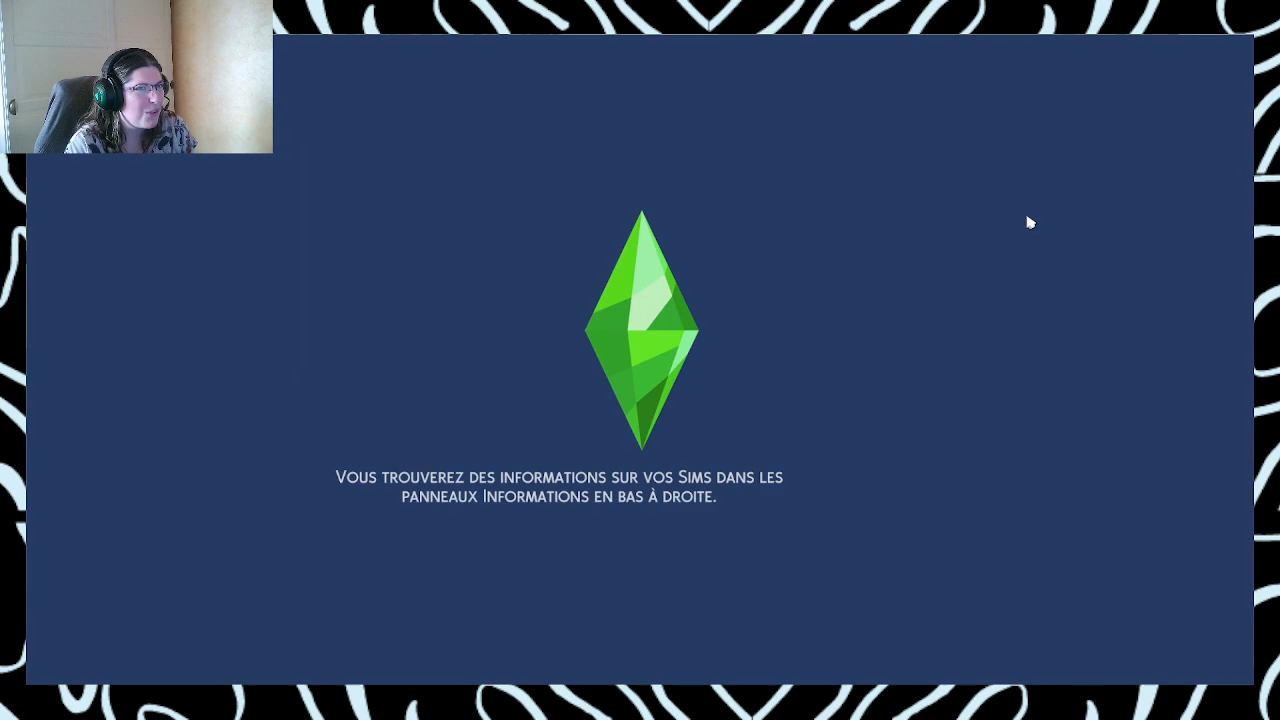 Vous trouverez des informations sur vos Sims dans les
panneaux Informations en bas à droite.